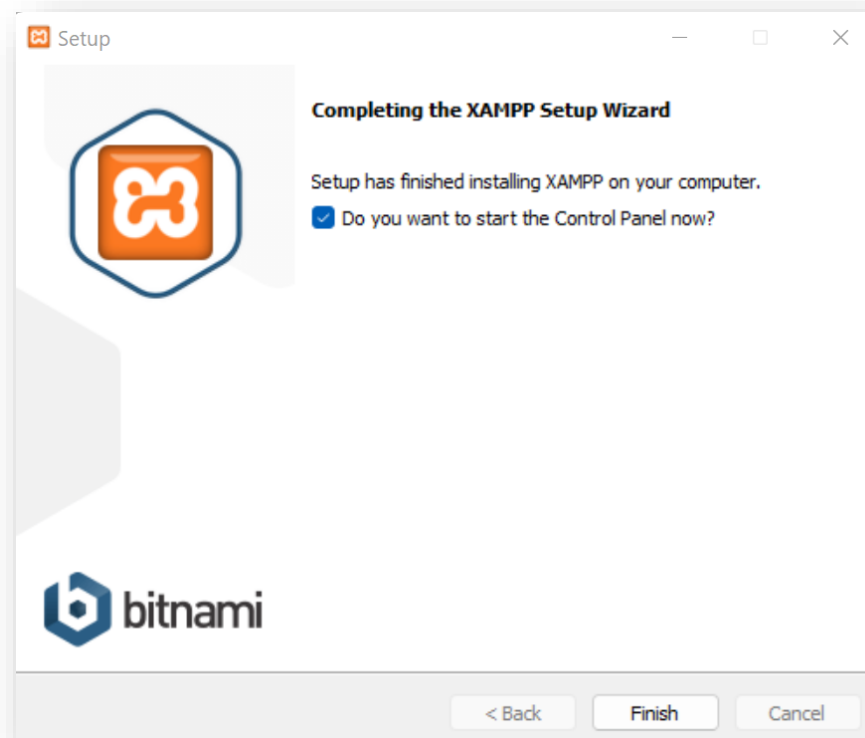 Setup
Completing the XAMPP Setup Wizard
Setup has finished installing XAMPP on your computer.
Do you want to start the Control Panel now?
bitnami
< Back Finish Cancel